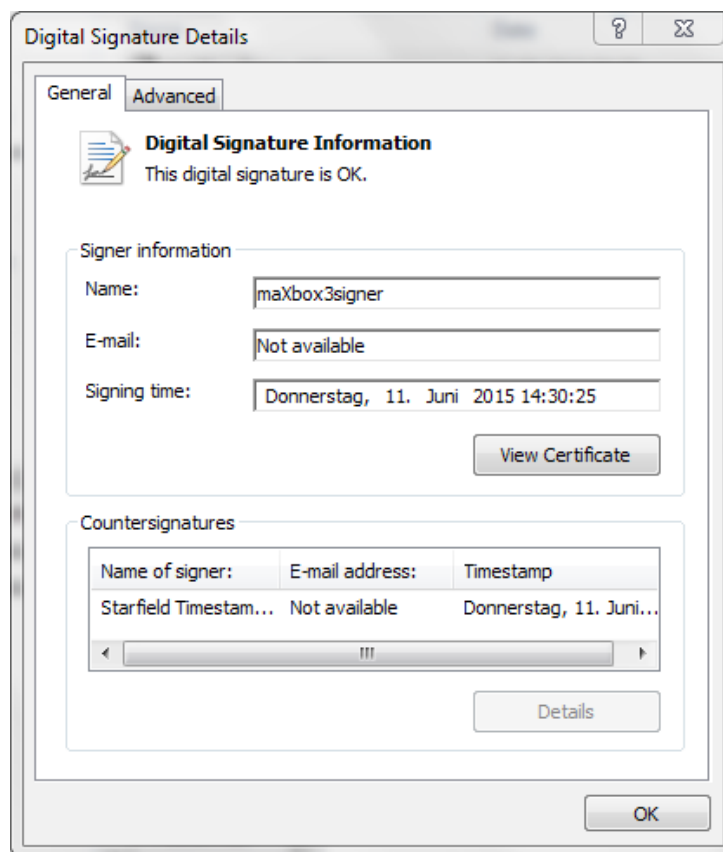 Digital Signature Details
General Advanced
Digital Signature Information
This digital signature is OK.
Signer information
Name: maXbox3signer
E-mail: Not available
Signing time: Donnerstag, 11. Juni 2015 14:30:25
View Certificate
Countersignatures
Name of signer: E-mail address: Timestamp
Starfield Timestam... Not available Donnerstag, 11. Juni...
Details
OK